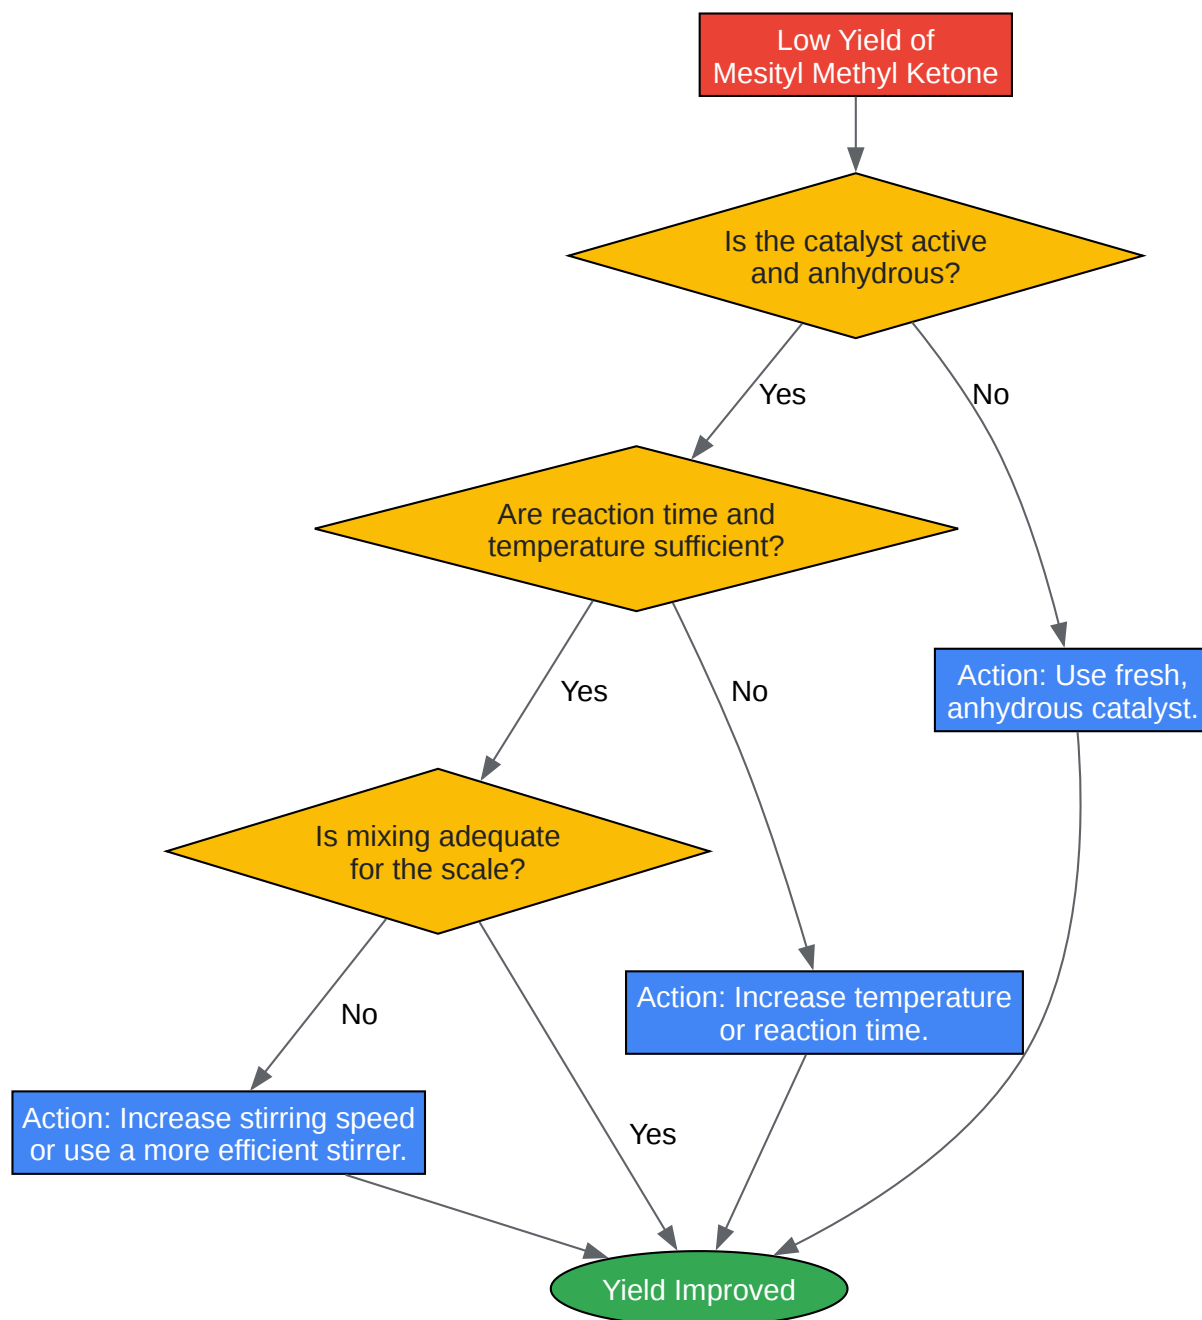 Low Yield of
Mesityl Methyl Ketone
Is the catalyst active
and anhydrous?
Yes
No
Are reaction time and
temperature sufficient?
Yes
No
Action: Use fresh,
anhydrous catalyst.
Is mixing adequate
for the scale?
No
Yes
Action: Increase temperature
or reaction time.
Action: Increase stirring speed
or use a more efficient stirrer.
Yield Improved